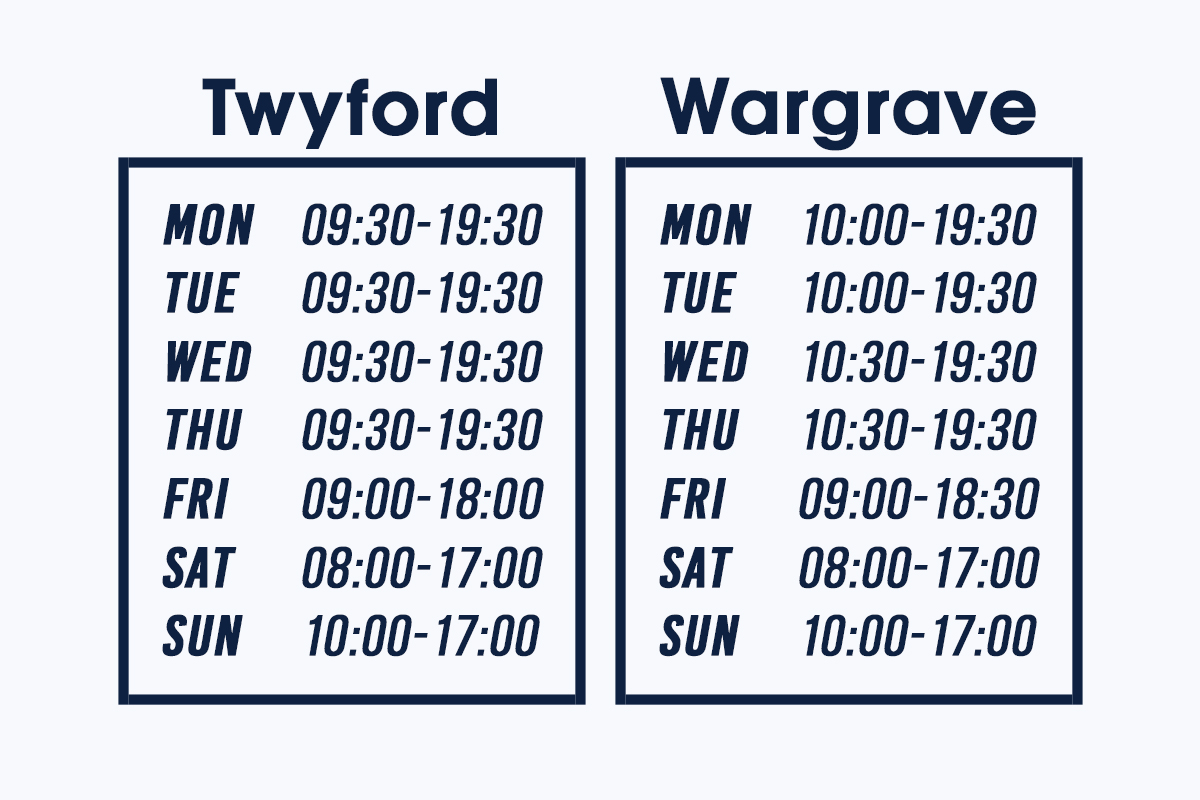 Twyford
MON 09:30-19:30
TUE 09:30-19:30
WED 09:30-19:30
THU 09:30-19:30
FRI 09:00-18:00
SAT 08:00-17:00
SUN 10:00-17:00
Wargrave
MON 10:00-19:30
TUE 10:00-19:30
WED 10:30-19:30
THU 10:30-19:30
FRI 09:00-18:30
SAT 08:00-17:00
SUN 10:00-17:00